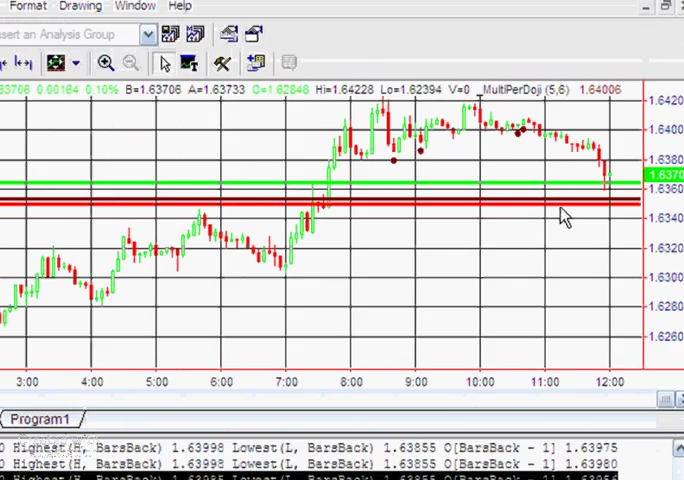 Format Drawing Window Help
sert an Analysis Group
63706 0.00164 0.10% B=1.63706 A=1.63733 O=1.62848 Hi=1.64228 Lo=1.62394 V=0 MultiPerDoji (5,6) 1.64006
1.6420
1.6400
1.6380
1.6370
1.6360
1.6340
1.6320
1.6300
1.6280
1.6260
3:00 4:00 5:00 6:00 7:00 8:00 9:00 10:00 11:00 12:00
Program1
0 Highest(H, BarsBack) 1.63998 Lowest(L, BarsBack) 1.63855 O[BarsBack - 1] 1.63975
0 Highest(H, BarsBack) 1.63998 Lowest(L, BarsBack) 1.63855 O[BarsBack - 1] 1.63980